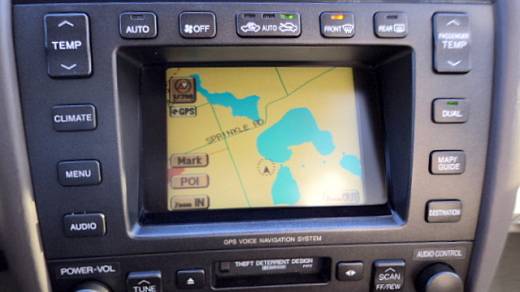 TEMP
AUTO
OFF
AUTO
FRONT
REAR
PASSENGER
TEMP
CLIMATE
GPS
SPRINKLE RD
DUAL
MENU
Mark
POI
MAP/
GUIDE
AUDIO
Zoom IN
DESTINATION
GPS VOICE NAVIGATION SYSTEM
POWER-VOL
THEFT DETERRENT DESIGN
AUDIO CONTROL
TUNE
SCAN
FF/REW